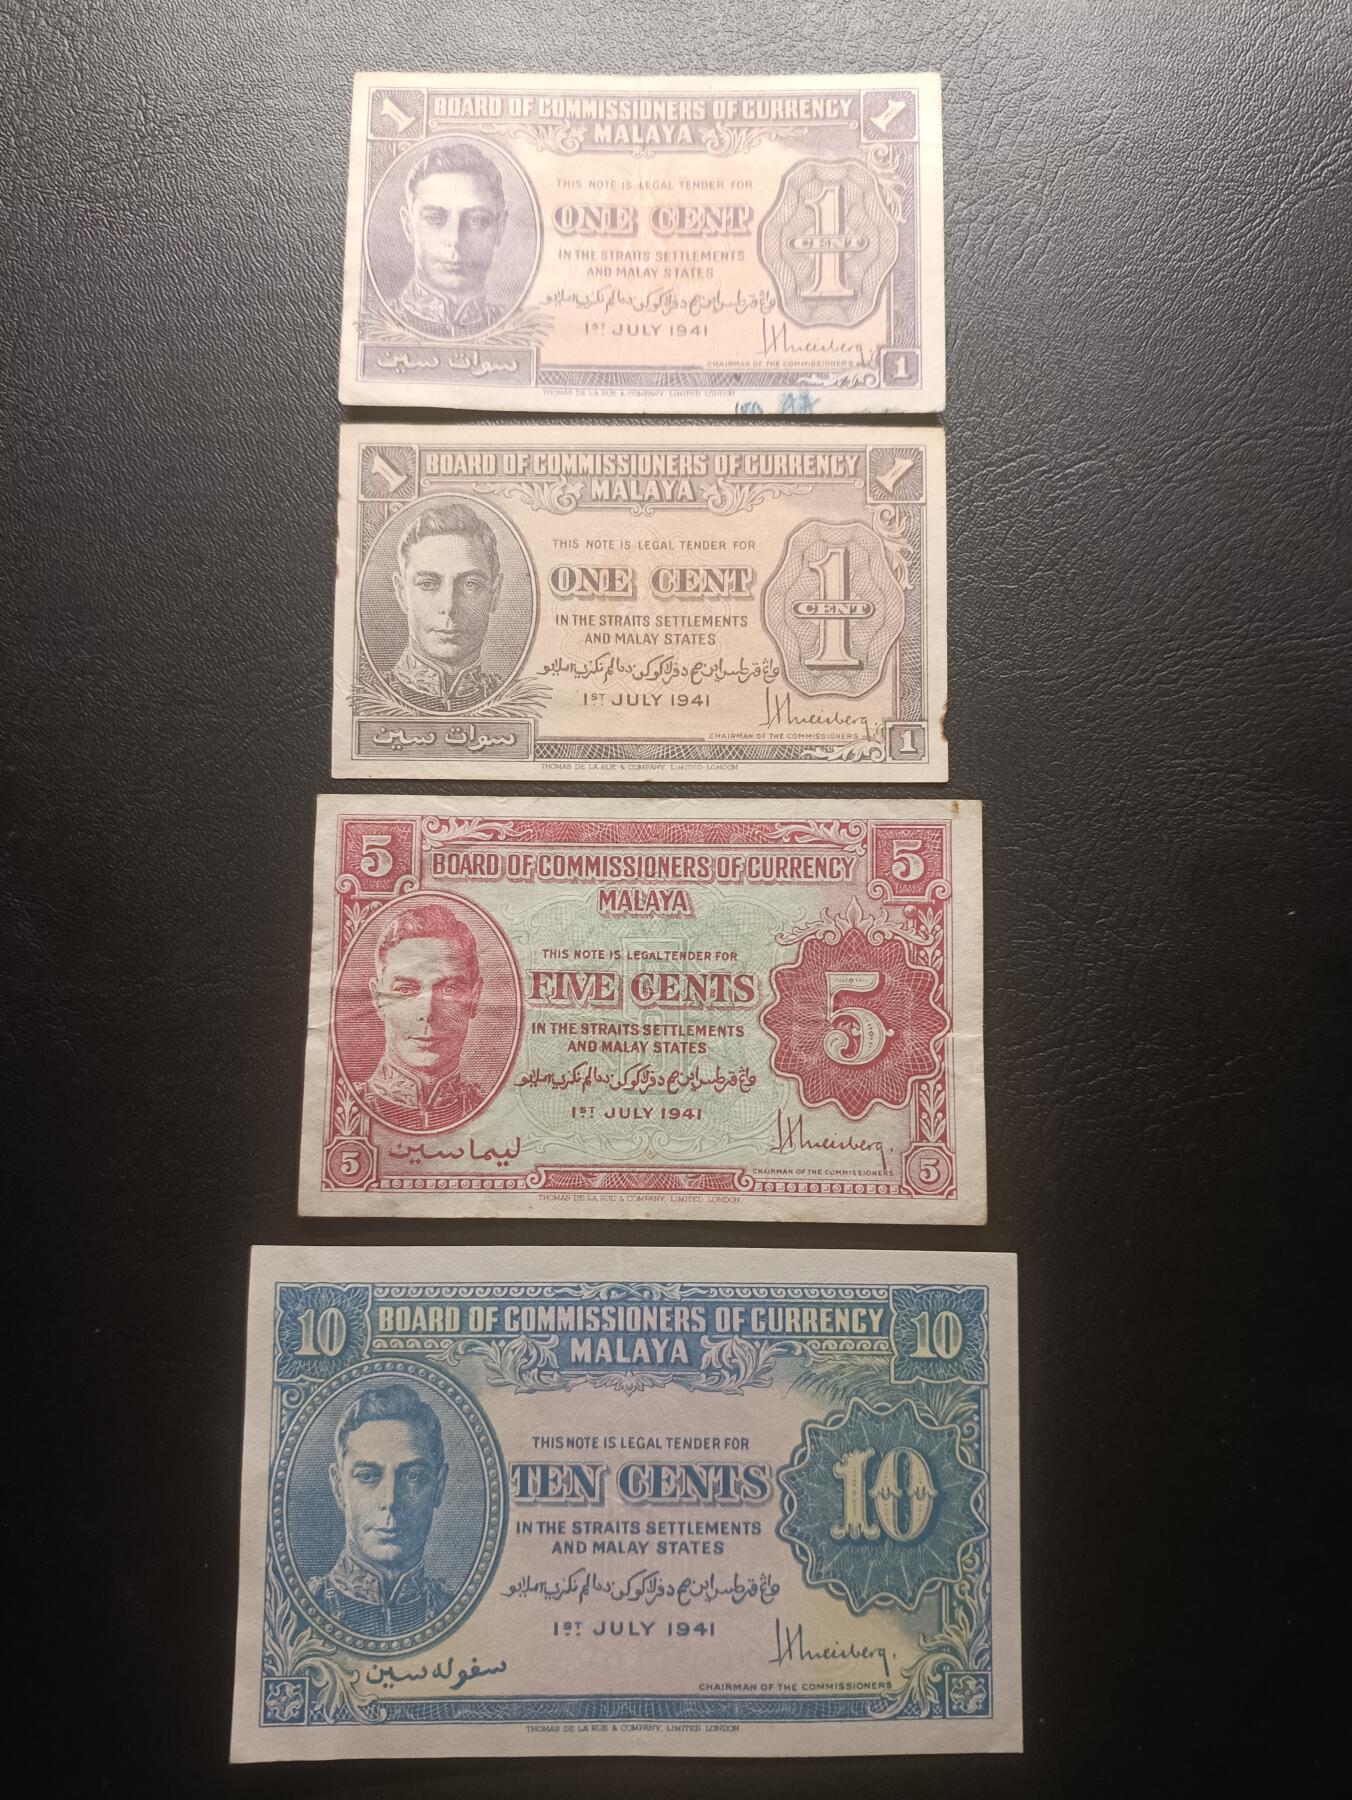 1 BOARD OF COMMISSIONERS OF CURRENCY 1
MALAYA
THIS NOTE IS LEGAL TENDER FOR
ONE CENT
1
CENT
IN THE STRAITS SETTLEMENTS
AND MALAY STATES
1ST JULY 1941
سوات سين
CHAIRMAN OF THE COMMISSIONERS
1
THOMAS DE LA RUE & COMPANY, LIMITED, LONDON
1 BOARD OF COMMISSIONERS OF CURRENCY 1
MALAYA
THIS NOTE IS LEGAL TENDER FOR
ONE CENT
1
CENT
IN THE STRAITS SETTLEMENTS
AND MALAY STATES
1ST JULY 1941
سوات سين
CHAIRMAN OF THE COMMISSIONERS
1
THOMAS DE LA RUE & COMPANY, LIMITED, LONDON
5 BOARD OF COMMISSIONERS OF CURRENCY 5
MALAYA
THIS NOTE IS LEGAL TENDER FOR
FIVE CENTS
5
IN THE STRAITS SETTLEMENTS
AND MALAY STATES
1ST JULY 1941
ليما سين
5 CHAIRMAN OF THE COMMISSIONERS 5
THOMAS DE LA RUE & COMPANY, LIMITED, LONDON
10 BOARD OF COMMISSIONERS OF CURRENCY 10
MALAYA
THIS NOTE IS LEGAL TENDER FOR
TEN CENTS
10
IN THE STRAITS SETTLEMENTS
AND MALAY STATES
1ST JULY 1941
سڤوله سين
CHAIRMAN OF THE COMMISSIONERS
THOMAS DE LA RUE & COMPANY, LIMITED, LONDON